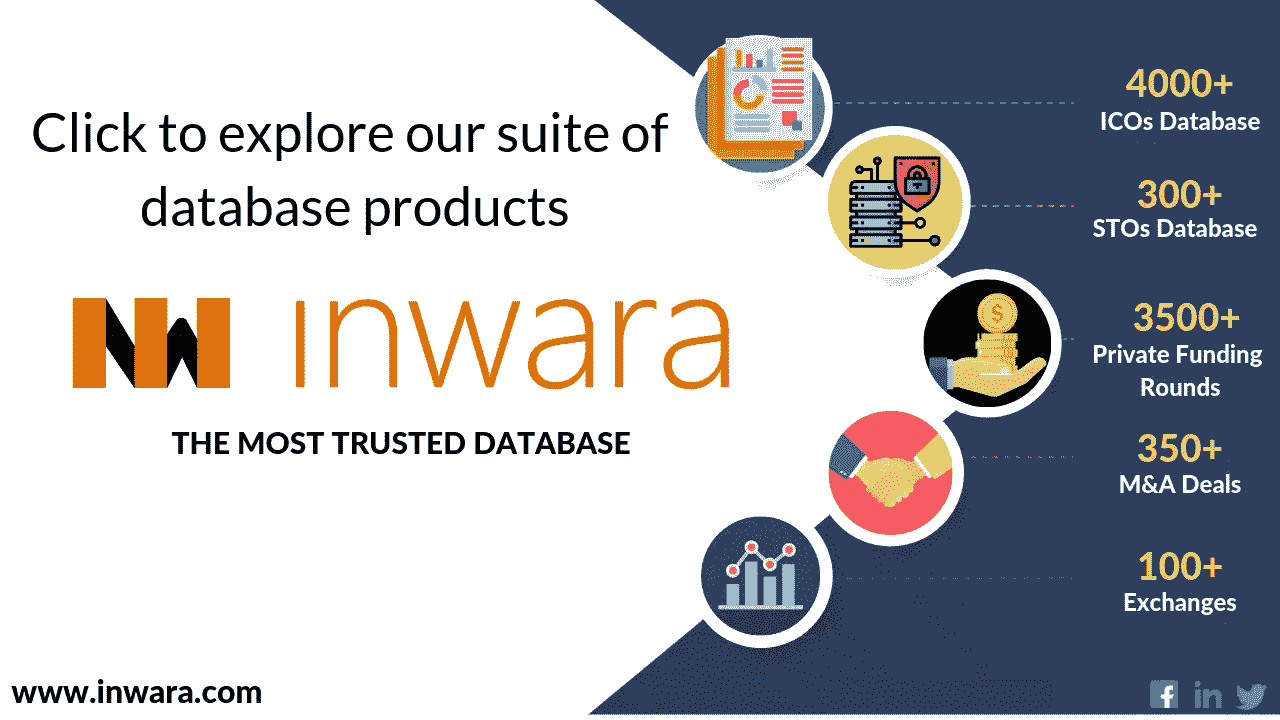 Click to explore our suite of
database products
inwara
THE MOST TRUSTED DATABASE
www.inwara.com
4000+
ICOs Database
300+
STOs Database
3500+
Private Funding
Rounds
350+
M&A Deals
100+
Exchanges